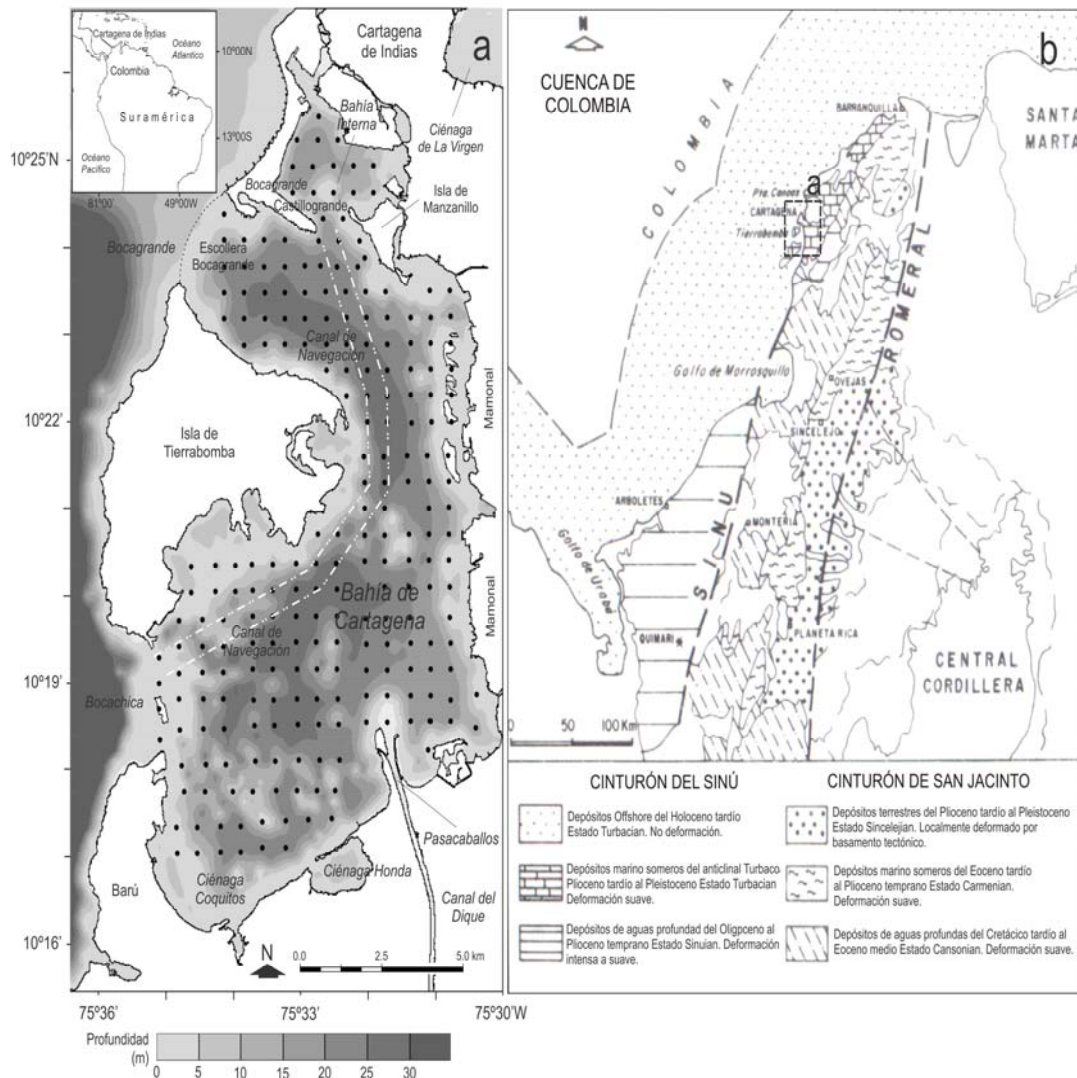 Cartagena de Indias
Océano
Atlantico
10°00N
Colombia
Suramérica
13°00S
Océano
Pacífico
81°00
49°00W
a
Cartagena
de Indias
Bahía
Interna
Ciénaga
de La Virgen
10°25'N
Bocagrande
Castillogrande
Isla de
Manzanillo
Bocagrande
Escollera
Bocagrande
Canal de
Navegación
Mamonal
10°22'
Isla de
Tierrabomba
Bahía de
Cartagena
Mamonal
Canal de
Navegación
10°19'
Bocachica
Pasacaballos
Barú
Ciénaga
Coquitos
Ciénaga Honda
Canal del
Dique
10°16'
N
0.0
2.5
5.0 km
75°36'
75°33'
75°30'W
Profundidad
(m)
0 5 10 15 20 25 30
b
N
CUENCA DE
COLOMBIA
COLOMBIA
BARRANQUILLA
SANTA
MARTA
Pta. Canoas
a
CARTAGENA
Tierrabomba
ROMERAL
Golfo de Morrosquillo
OVEJAS
SINCELEJO
ARBOLETES
SINU
MONTERIA
Golfo de Urabá
QUIMARI
PLANETA RICA
CENTRAL
CORDILLERA
0 50 100 Km
CINTURÓN DEL SINÚ
Depósitos Offshore del Holoceno tardío
Estado Turbacian. No deformación.
Depósitos marino someros del anticlinal Turbaco
Plioceno tardío al Pleistoceno Estado Turbacian
Deformación suave.
Depósitos de aguas profundad del Oligpceno al
Plioceno temprano Estado Sinuian. Deformación
intensa a suave.
CINTURÓN DE SAN JACINTO
Depósitos terrestres del Plioceno tardío al Pleistoceno
Estado Sincelejian. Localmente deformado por
basamento tectónico.
Depósitos marino someros del Eoceno tardío
al Plioceno temprano Estado Carmenian.
Deformación suave.
Depósitos de aguas profundas del Cretácico tardío al
Eoceno medio Estado Cansonian. Deformación suave.